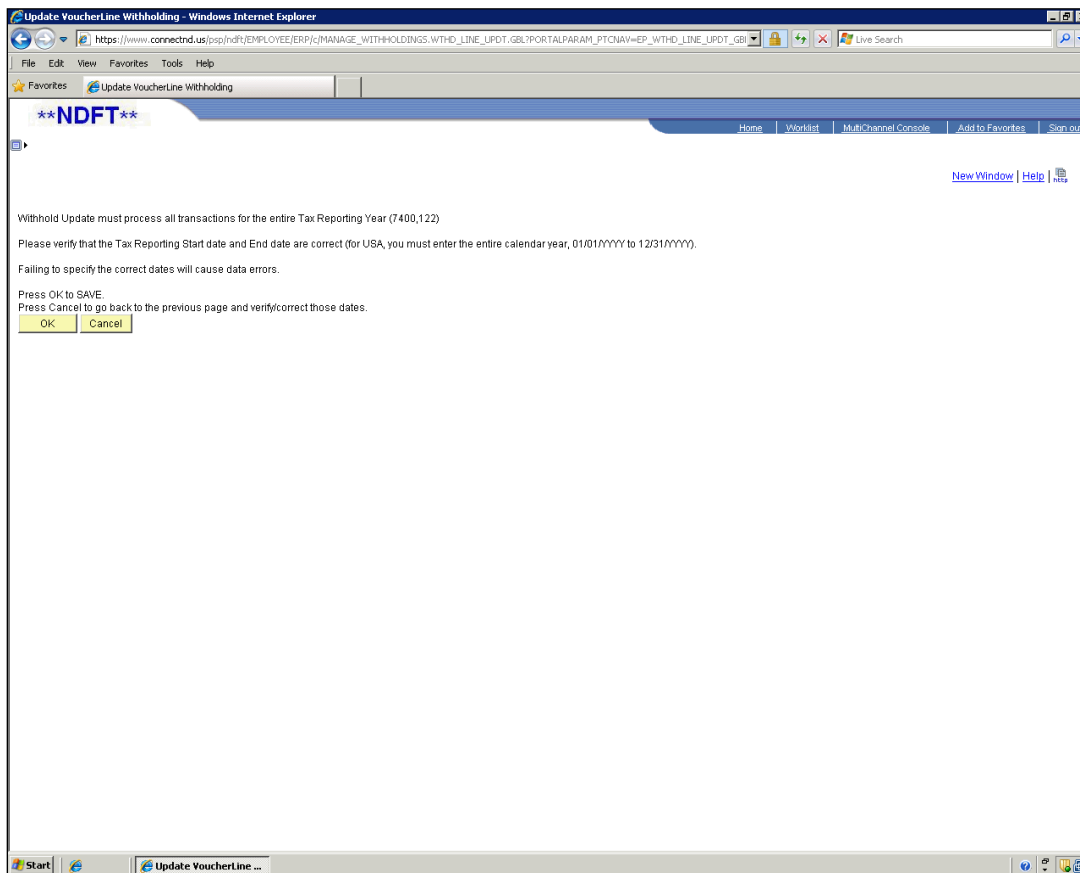 Update VoucherLine Withholding - Windows Internet Explorer
https://www.connectnd.us/psp/ndft/EMPLOYEE/ERP/c/MANAGE_WITHHOLDINGS.WTHD_LINE_UPDT.GBL?PORTALPARAM_PTCNAV=EP_WTHD_LINE_UPDT_GBL
Live Search
File Edit View Favorites Tools Help
Favorites Update VoucherLine Withholding
**NDFT**
Home Worklist MultiChannel Console Add to Favorites Sign out
New Window | Help | http
Withhold Update must process all transactions for the entire Tax Reporting Year (7400,122)
Please verify that the Tax Reporting Start date and End date are correct (for USA, you must enter the entire calendar year, 01/01/YYYY to 12/31/YYYY).
Failing to specify the correct dates will cause data errors.
Press OK to SAVE.
Press Cancel to go back to the previous page and verify/correct those dates.
OK Cancel
Start Update VoucherLine ...